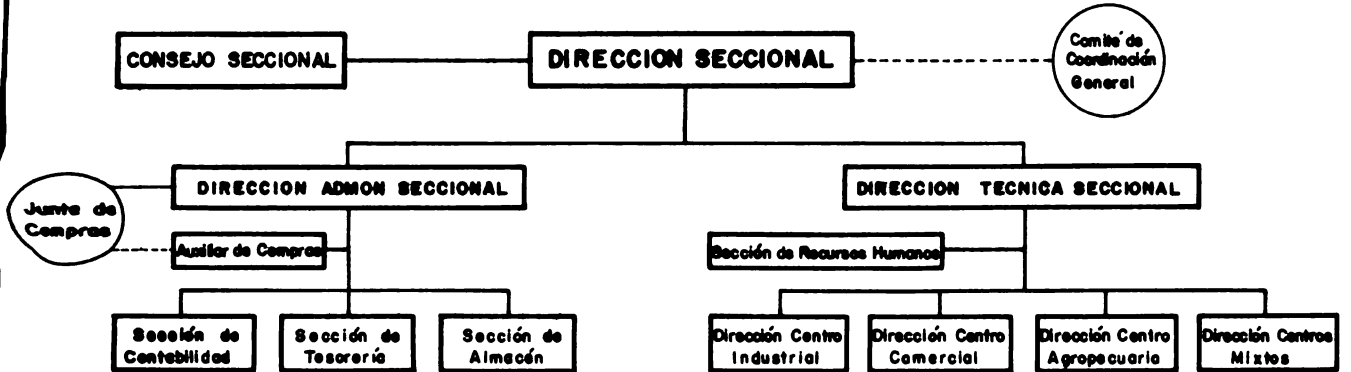 CONSEJO SECCIONAL
DIRECCION SECCIONAL
Comité de
Coordinación
General
DIRECCION ADMON SECCIONAL
DIRECCION TECNICA SECCIONAL
Junta de
Compras
Auxiliar de Compras
Sección de Recursos Humanos
Sección de
Contabilidad
Sección de
Tesorería
Sección de
Almacén
Dirección Centro
Industrial
Dirección Centro
Comercial
Dirección Centro
Agropecuario
Dirección Centros
Mixtos